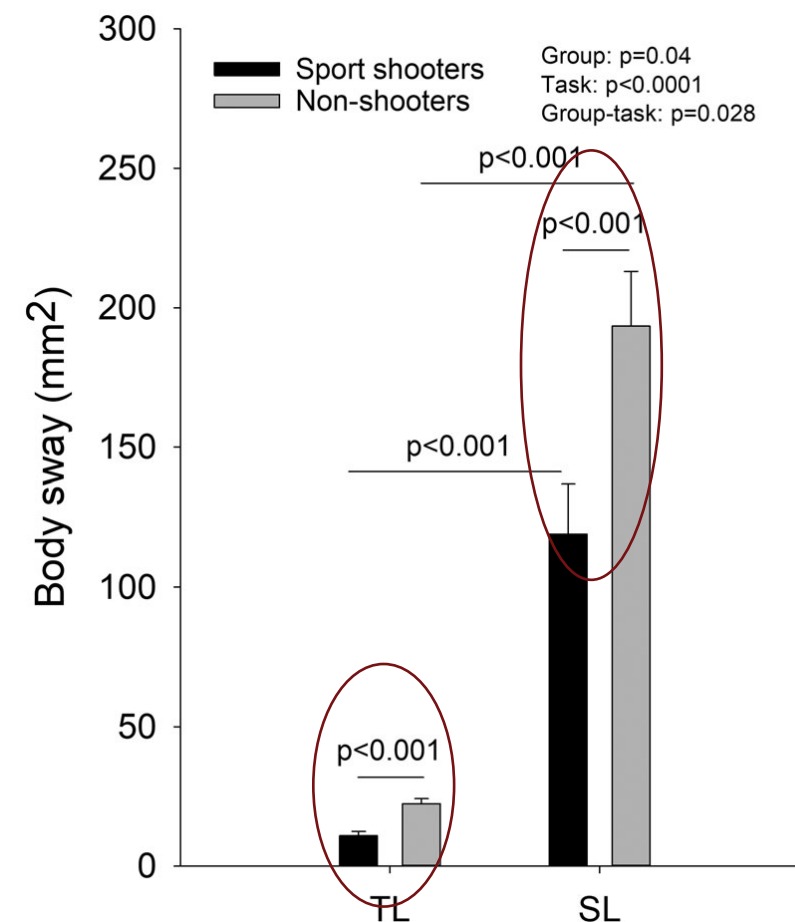 300
Sport shooters
Non-shooters
Group: p=0.04
Task: p<0.0001
Group-task: p=0.028
250
p<0.001
p<0.001
200
Body sway (mm2)
150
p<0.001
100
50
p<0.001
0
TL
SL